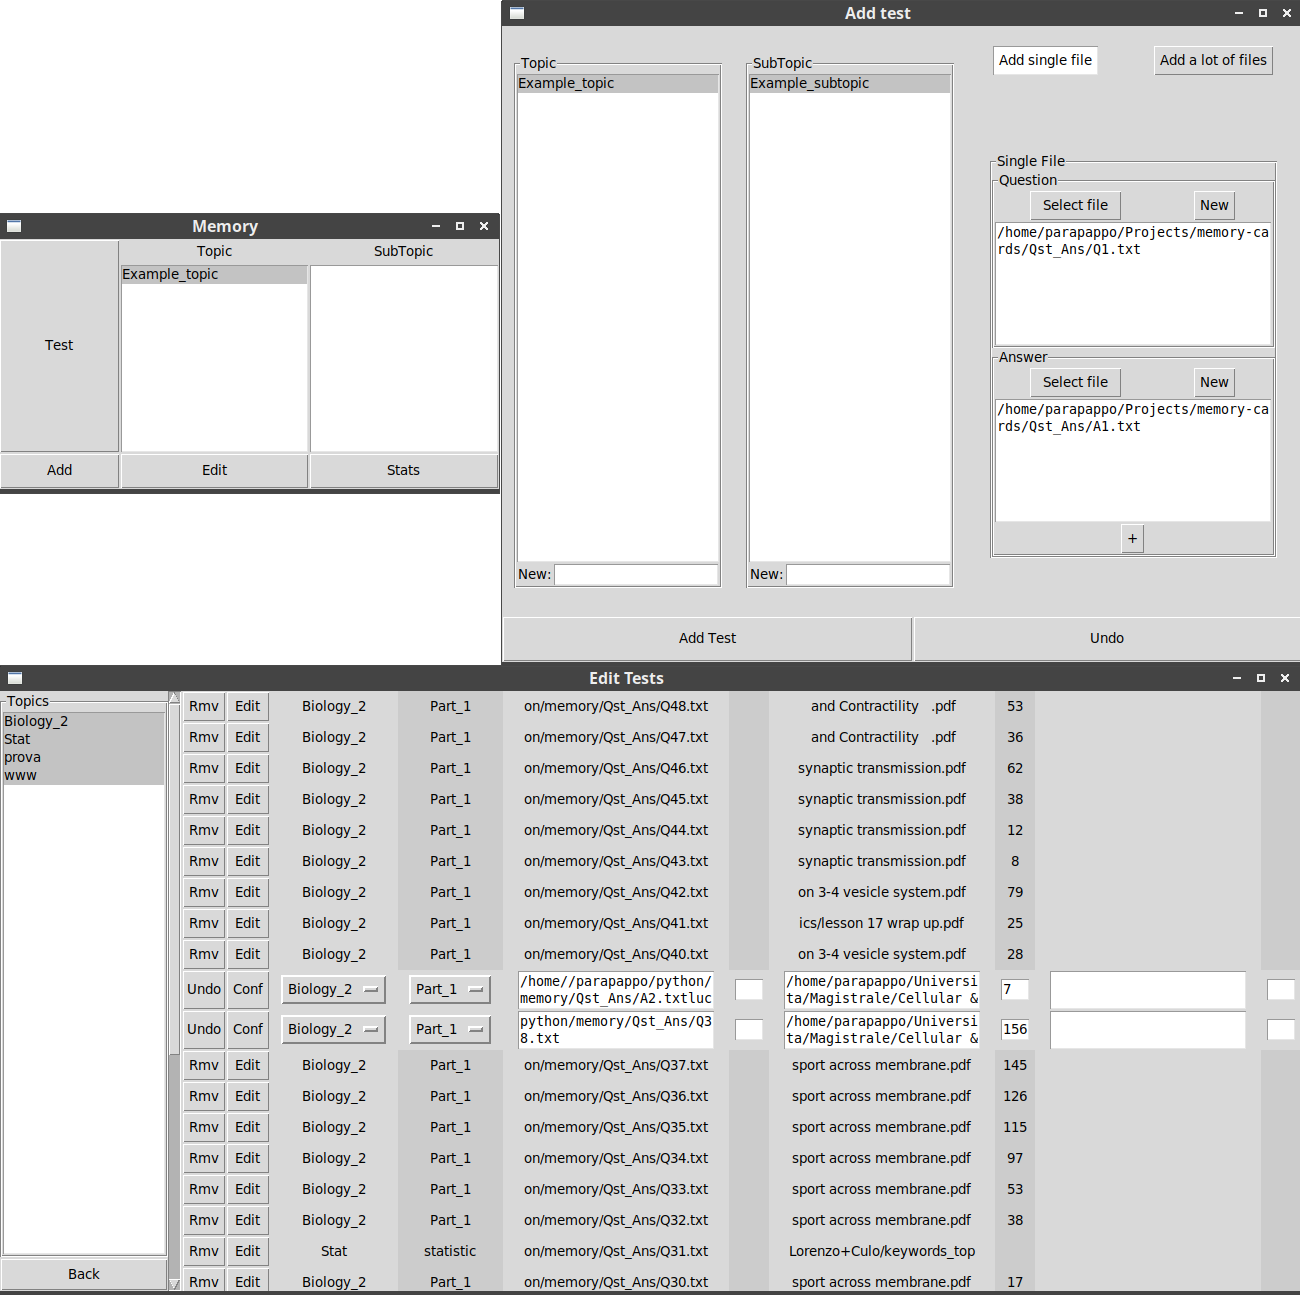 Add test
Topic
Example_topic
New:
SubTopic
Example_subtopic
New:
Add single file
Add a lot of files
Single File
Question
Select file
New
/home/parapappo/Projects/memory-ca
rds/Qst_Ans/Q1.txt
Answer
Select file
New
/home/parapappo/Projects/memory-ca
rds/Qst_Ans/A1.txt
+
Add Test
Undo
Memory
Topic
SubTopic
Example_topic
Test
Add
Edit
Stats
Edit Tests
Topics
Biology_2
Stat
prova
www
Back
Rmv Edit Biology_2 Part_1 on/memory/Qst_Ans/Q48.txt and Contractility .pdf 53
Rmv Edit Biology_2 Part_1 on/memory/Qst_Ans/Q47.txt and Contractility .pdf 36
Rmv Edit Biology_2 Part_1 on/memory/Qst_Ans/Q46.txt synaptic transmission.pdf 62
Rmv Edit Biology_2 Part_1 on/memory/Qst_Ans/Q45.txt synaptic transmission.pdf 38
Rmv Edit Biology_2 Part_1 on/memory/Qst_Ans/Q44.txt synaptic transmission.pdf 12
Rmv Edit Biology_2 Part_1 on/memory/Qst_Ans/Q43.txt synaptic transmission.pdf 8
Rmv Edit Biology_2 Part_1 on/memory/Qst_Ans/Q42.txt on 3-4 vesicle system.pdf 79
Rmv Edit Biology_2 Part_1 on/memory/Qst_Ans/Q41.txt ics/lesson 17 wrap up.pdf 25
Rmv Edit Biology_2 Part_1 on/memory/Qst_Ans/Q40.txt on 3-4 vesicle system.pdf 28
Undo Conf Biology_2 Part_1 /home//parapappo/python/ /home/parapappo/Universi 7
memory/Qst_Ans/A2.txtluc ta/Magistrale/Cellular &
Undo Conf Biology_2 Part_1 python/memory/Qst_Ans/Q3 /home/parapappo/Universi 156
8.txt ta/Magistrale/Cellular &
Rmv Edit Biology_2 Part_1 on/memory/Qst_Ans/Q37.txt sport across membrane.pdf 145
Rmv Edit Biology_2 Part_1 on/memory/Qst_Ans/Q36.txt sport across membrane.pdf 126
Rmv Edit Biology_2 Part_1 on/memory/Qst_Ans/Q35.txt sport across membrane.pdf 115
Rmv Edit Biology_2 Part_1 on/memory/Qst_Ans/Q34.txt sport across membrane.pdf 97
Rmv Edit Biology_2 Part_1 on/memory/Qst_Ans/Q33.txt sport across membrane.pdf 53
Rmv Edit Biology_2 Part_1 on/memory/Qst_Ans/Q32.txt sport across membrane.pdf 38
Rmv Edit Stat statistic on/memory/Qst_Ans/Q31.txt Lorenzo+Culo/keywords_top
Rmv Edit Biology_2 Part_1 on/memory/Qst_Ans/Q30.txt sport across membrane.pdf 17